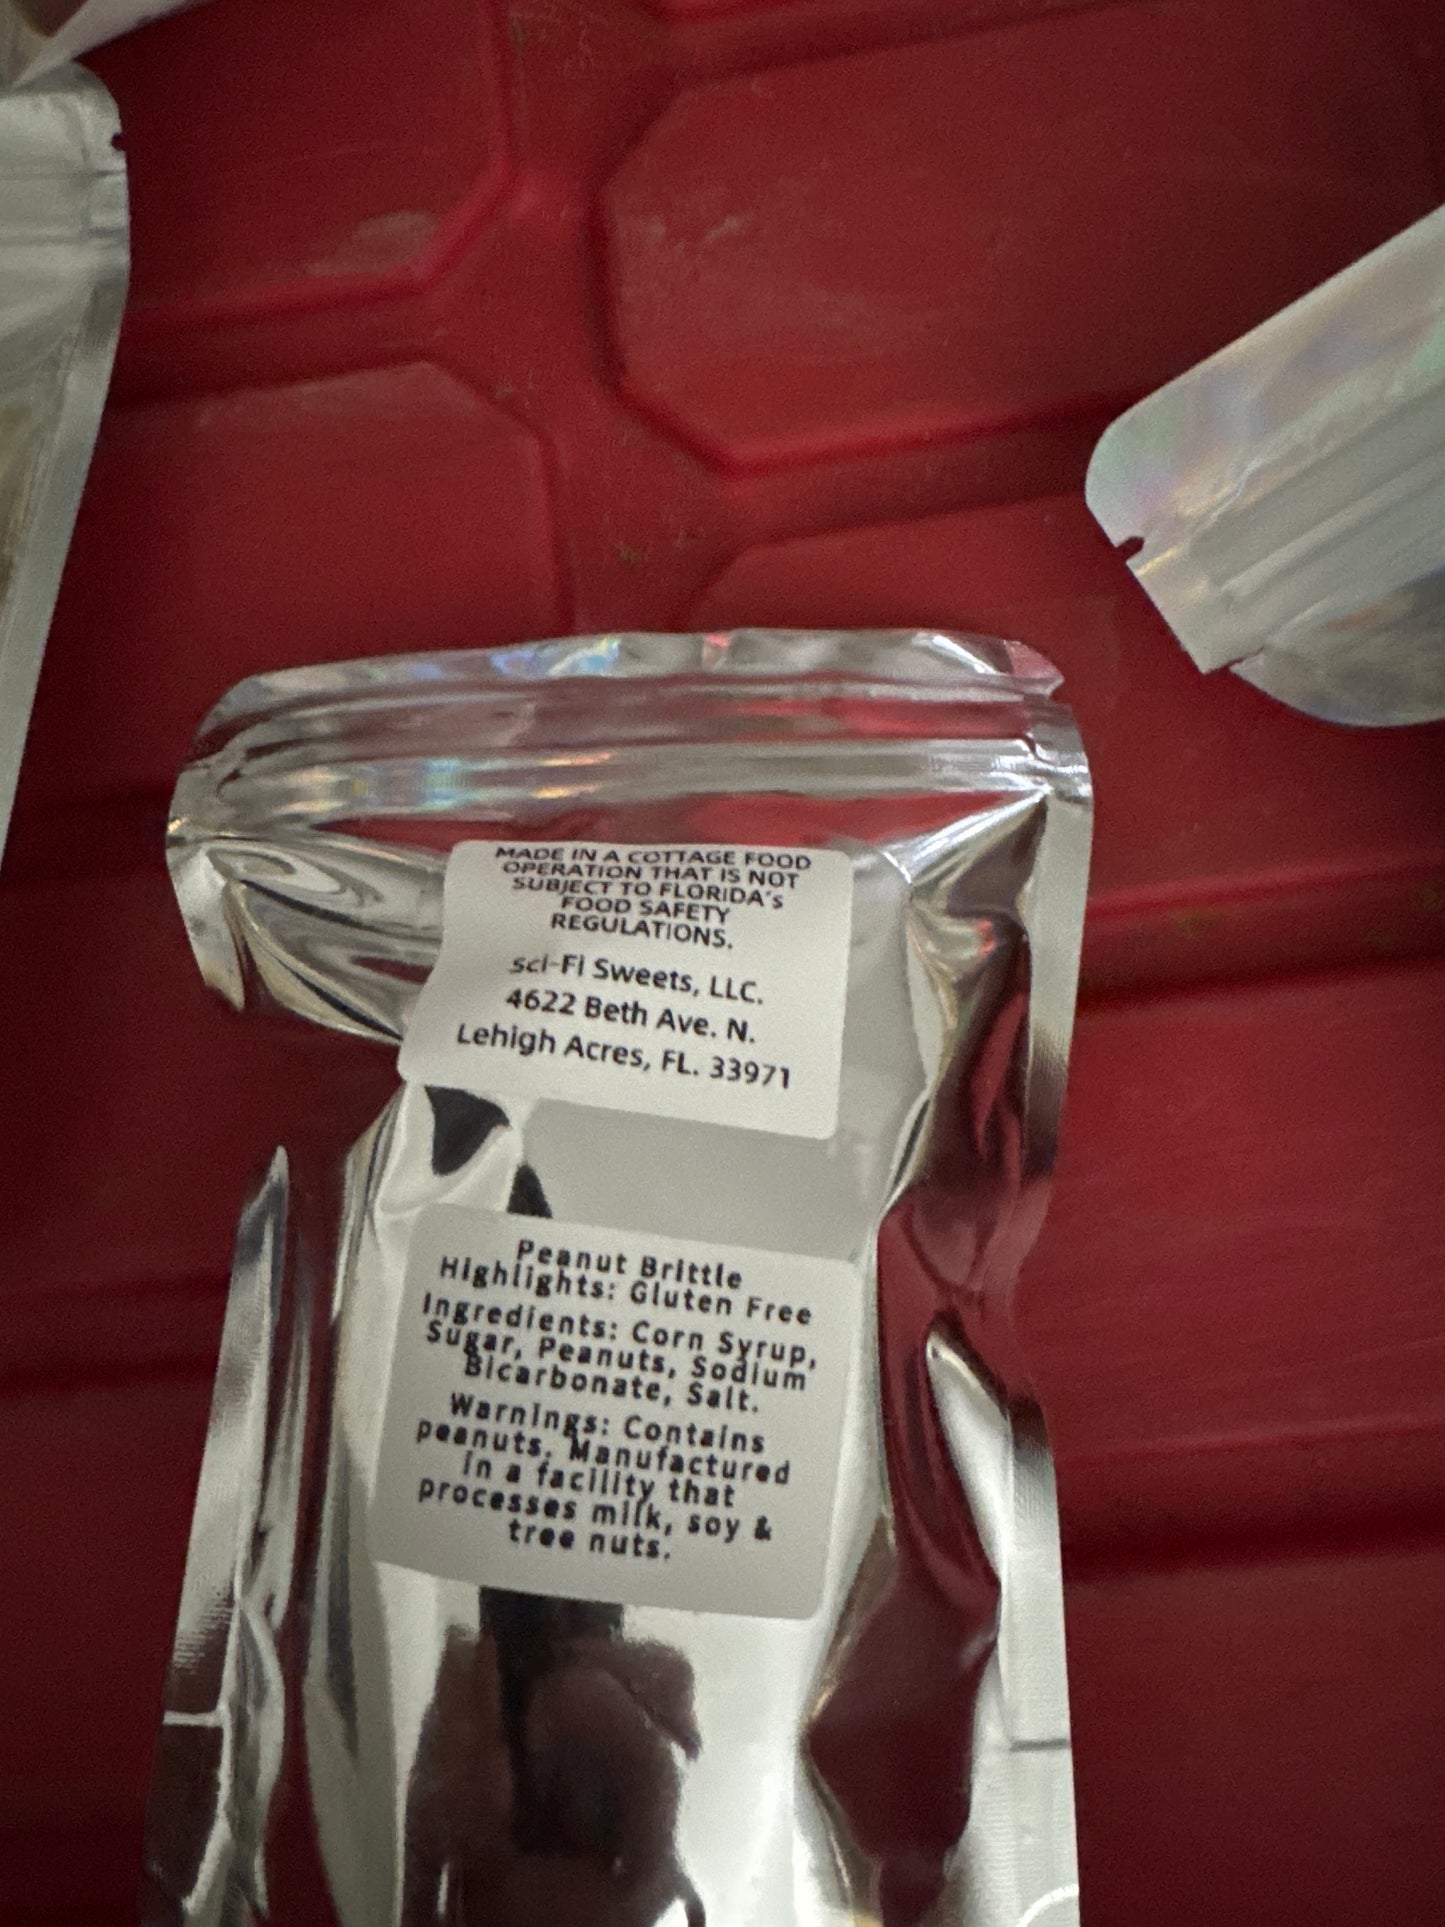 MADE IN A COTTAGE FOOD
OPERATION THAT IS NOT
SUBJECT TO FLORIDA's
FOOD SAFETY
REGULATIONS.
sci-Fi Sweets, LLC.
4622 Beth Ave. N.
Lehigh Acres, FL. 33971
Peanut Brittle
Highlights: Gluten Free
Ingredients: Corn Syrup,
Sugar, Peanuts, Sodium
Bicarbonate, Salt.
Warnings: Contains
peanuts. Manufactured
in a facility that
processes milk, soy &
tree nuts.